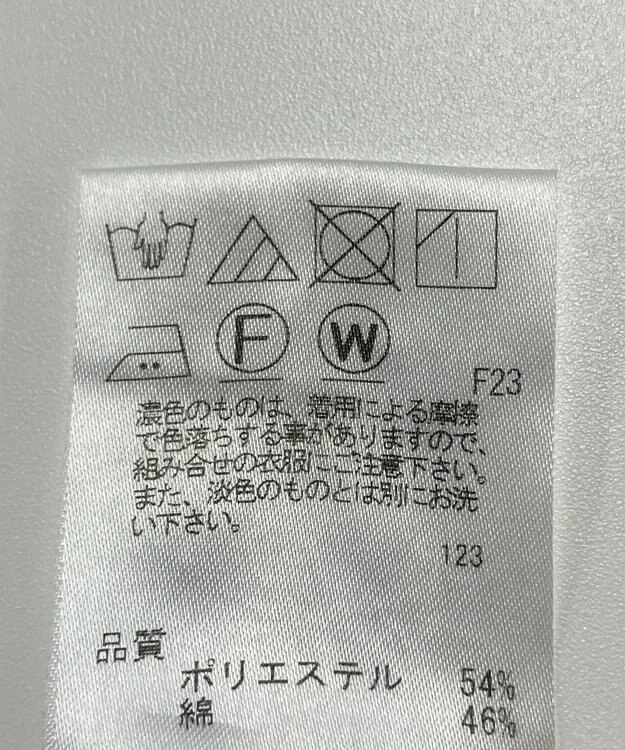 F
W
F23
濃色のものは、着用による摩擦
で色落ちする事がありますので、
組み合せの衣服にご注意下さい。
また、淡色のものとは別にお洗
い下さい。
123
品質
ポリエステル 54%
綿 46%